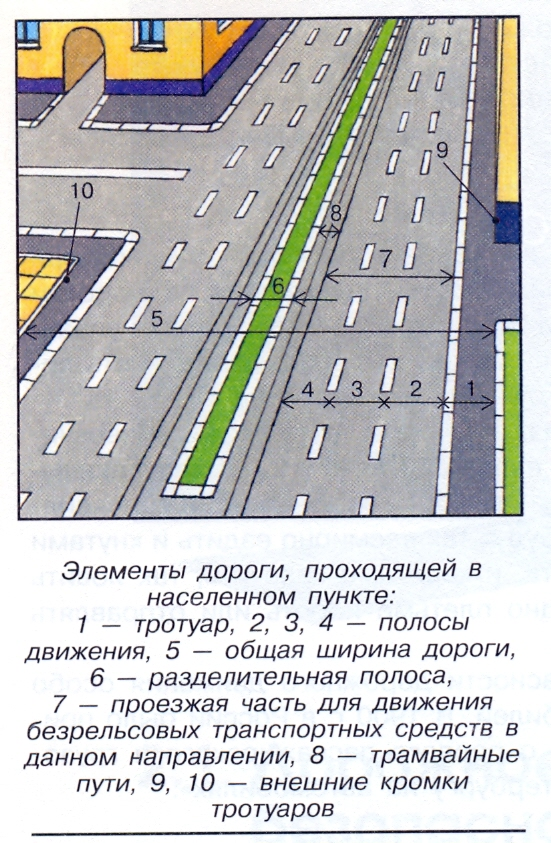 9
10
8
7
6
5
4 3 2 1
Элементы дороги, проходящей в
населенном пункте:
1 — тротуар, 2, 3, 4 — полосы
движения, 5 — общая ширина дороги,
6 — разделительная полоса,
7 — проезжая часть для движения
безрельсовых транспортных средств в
данном направлении, 8 — трамвайные
пути, 9, 10 — внешние кромки
тротуаров